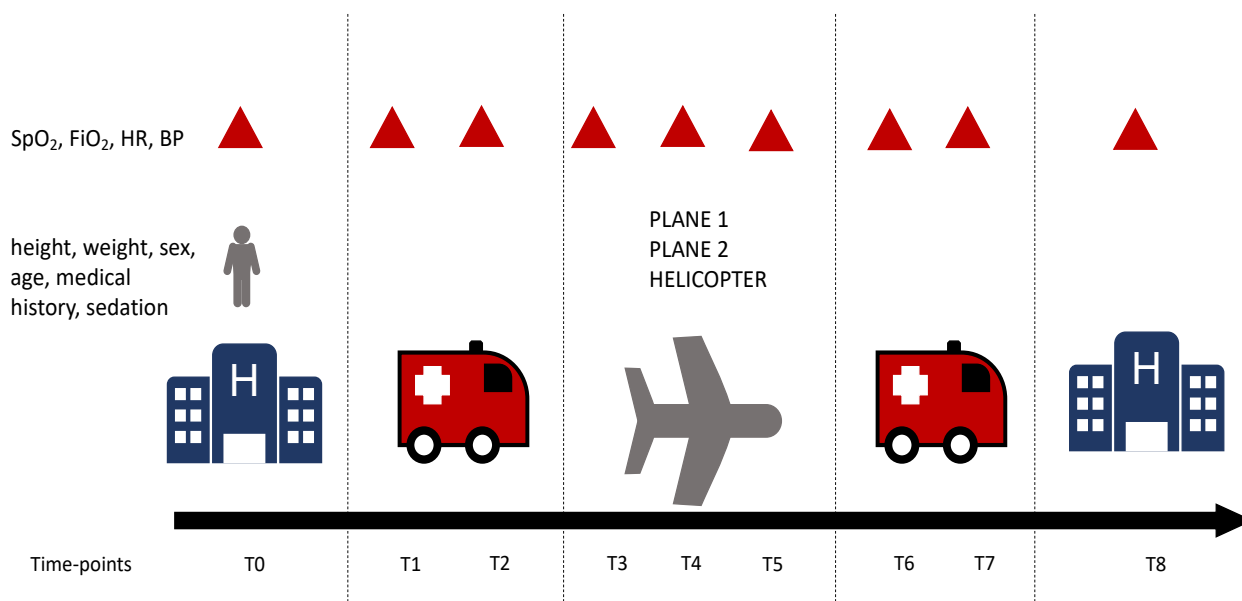 SpO₂, FiO₂, HR, BP
height, weight, sex,
age, medical
history, sedation
PLANE 1
PLANE 2
HELICOPTER
H
H
Time-points T0 T1 T2 T3 T4 T5 T6 T7 T8